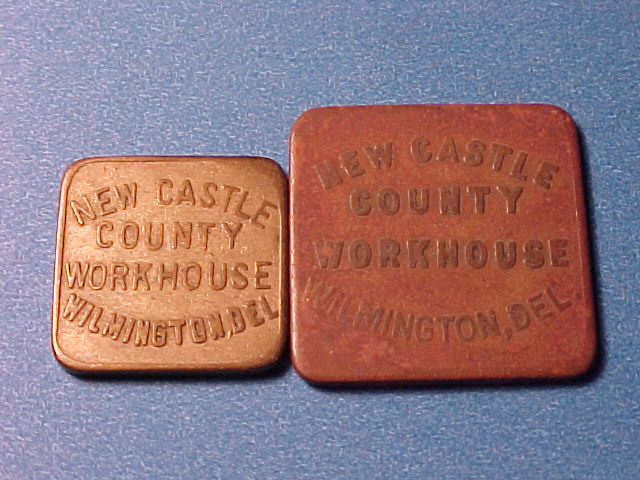 NEW CASTLE
COUNTY
WORKHOUSE
WILMINGTON, DEL
NEW CASTLE
COUNTY
WORKHOUSE
WILMINGTON, DEL.